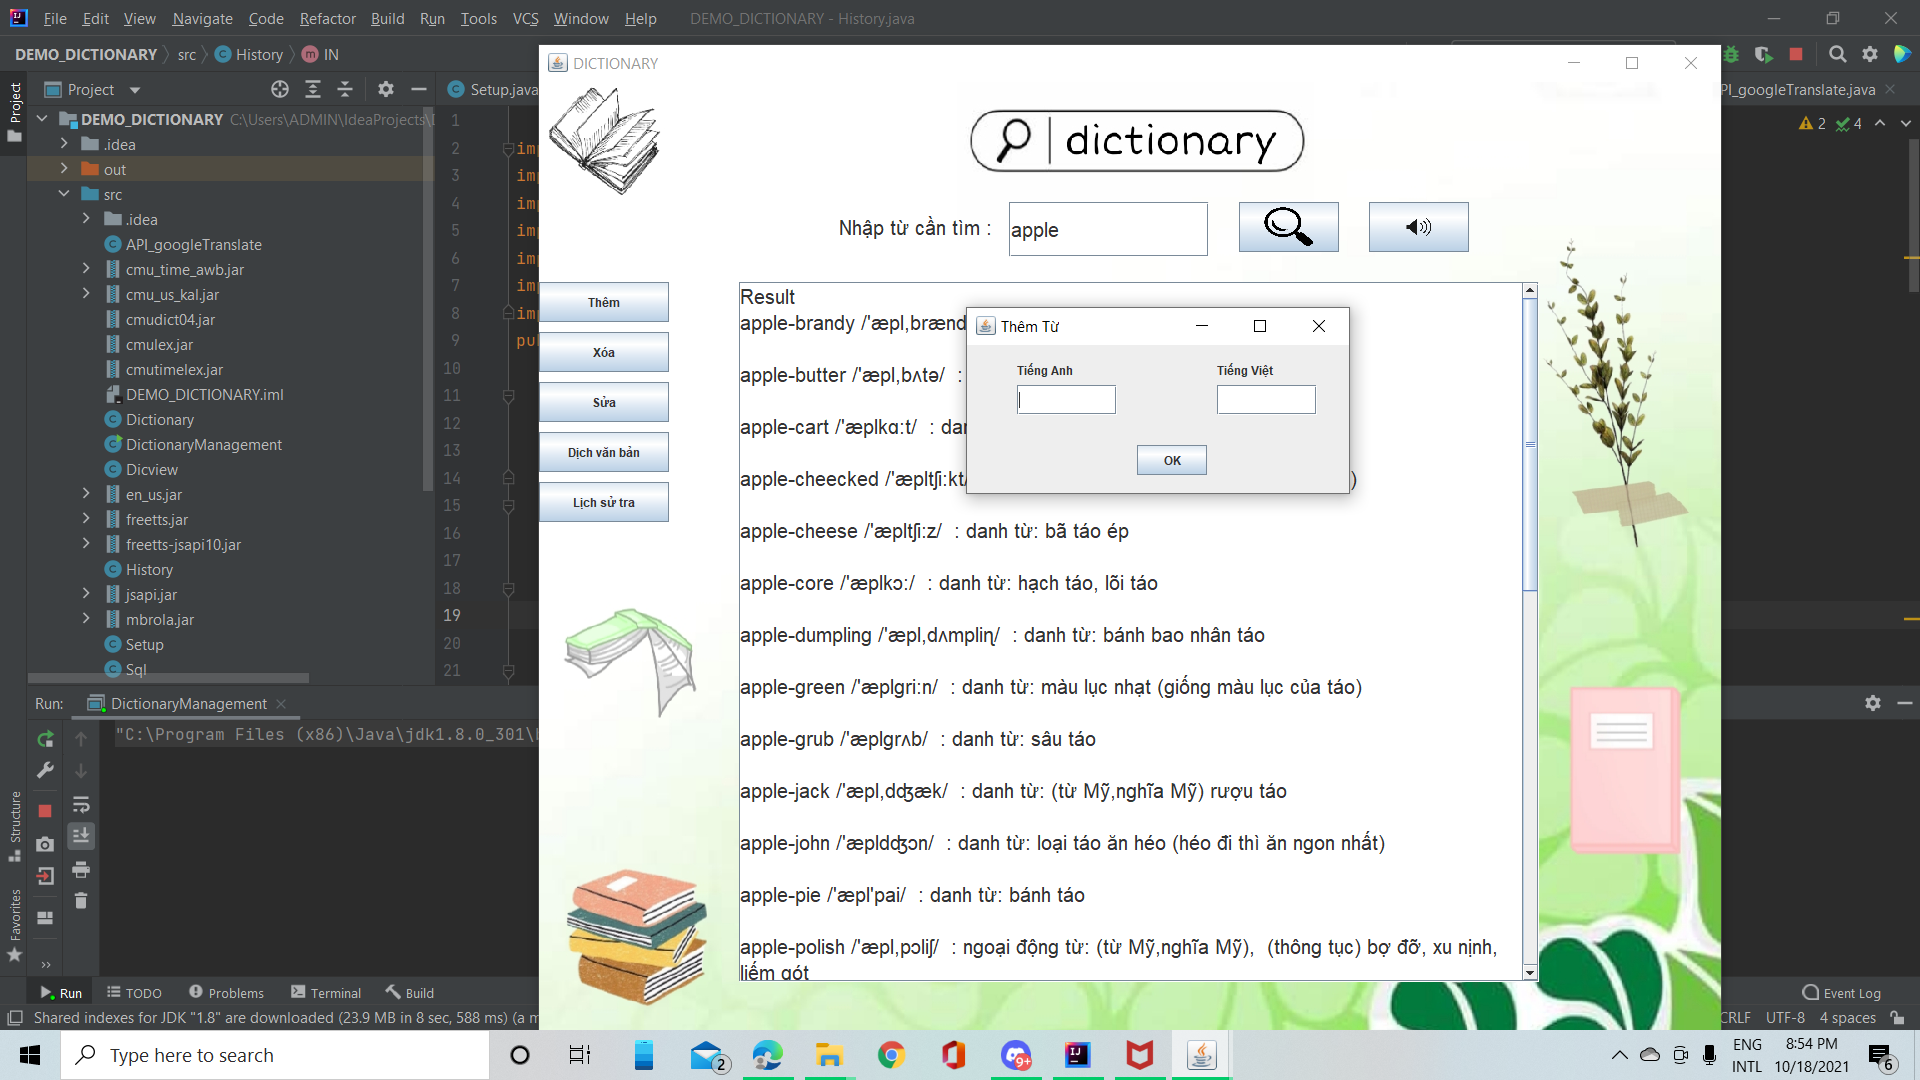 File Edit View Navigate Code Refactor Build Run Tools VCS Window Help DEMO_DICTIONARY - History.java
DEMO_DICTIONARY src History IN
Project
Project
Setup.java
PI_googleTranslate.java
DEMO_DICTIONARY C:\Users\ADMIN\IdeaProjects\
.idea
out
src
.idea
API_googleTranslate
cmu_time_awb.jar
cmu_us_kal.jar
cmudict04.jar
cmulex.jar
cmutimelex.jar
DEMO_DICTIONARY.iml
Dictionary
DictionaryManagement
Dicview
en_us.jar
freetts.jar
freetts-jsapi10.jar
History
jsapi.jar
mbrola.jar
Setup
Sql
1
2 imp
3 imp
4 imp
5 imp
6 imp
7 imp
8 imp
9 pub
10
11
12
13
14
15
16
17
18
19
20
21
2 4
DICTIONARY
dictionary
Nhập từ cần tìm : apple
Thêm
Xóa
Sửa
Dịch văn bản
Lịch sử tra
Result
apple-brandy /'æpl,brænd
apple-butter /'æpl,bʌtə/ :
apple-cart /'æplkɑ:t/ : dan
apple-cheecked /'æpltʃi:kt/ )
apple-cheese /'æpltʃi:z/ : danh từ: bã táo ép
apple-core /'æplkɔ:/ : danh từ: hạch táo, lõi táo
apple-dumpling /'æpl,dʌmpliɳ/ : danh từ: bánh bao nhân táo
apple-green /'æplgri:n/ : danh từ: màu lục nhạt (giống màu lục của táo)
apple-grub /'æplgrʌb/ : danh từ: sâu táo
apple-jack /'æpl,dʤæk/ : danh từ: (từ Mỹ,nghĩa Mỹ) rượu táo
apple-john /'æpldʤɔn/ : danh từ: loại táo ăn héo (héo đi thì ăn ngon nhất)
apple-pie /'æpl'pai/ : danh từ: bánh táo
apple-polish /'æpl,pɔliʃ/ : ngoại động từ: (từ Mỹ,nghĩa Mỹ), (thông tục) bợ đỡ, xu nịnh,
liếm gót
Thêm Từ
Tiếng Anh Tiếng Việt
OK
Run: DictionaryManagement
"C:\Program Files (x86)\Java\jdk1.8.0_301\
Structure
Favorites
Run TODO Problems Terminal Build Event Log
Shared indexes for JDK "1.8" are downloaded (23.9 MB in 8 sec, 588 ms) (a m
CRLF UTF-8 4 spaces
Type here to search
2
9+
IJ
ENG
INTL
8:54 PM
10/18/2021
6